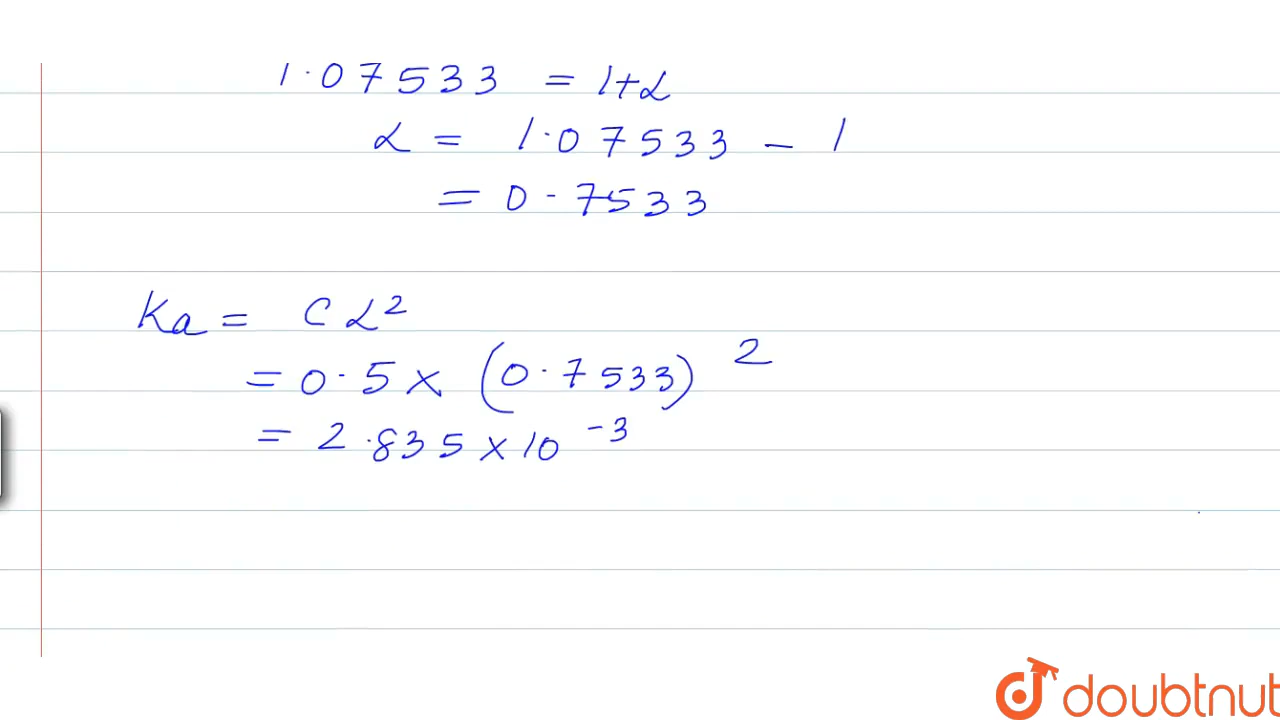 1.07533 = 1+α
α = 1.07533 - 1
= 0.7533
Ka = Cα²
= 0.5 × (0.7533)²
= 2.835 × 10⁻³
doubtnut